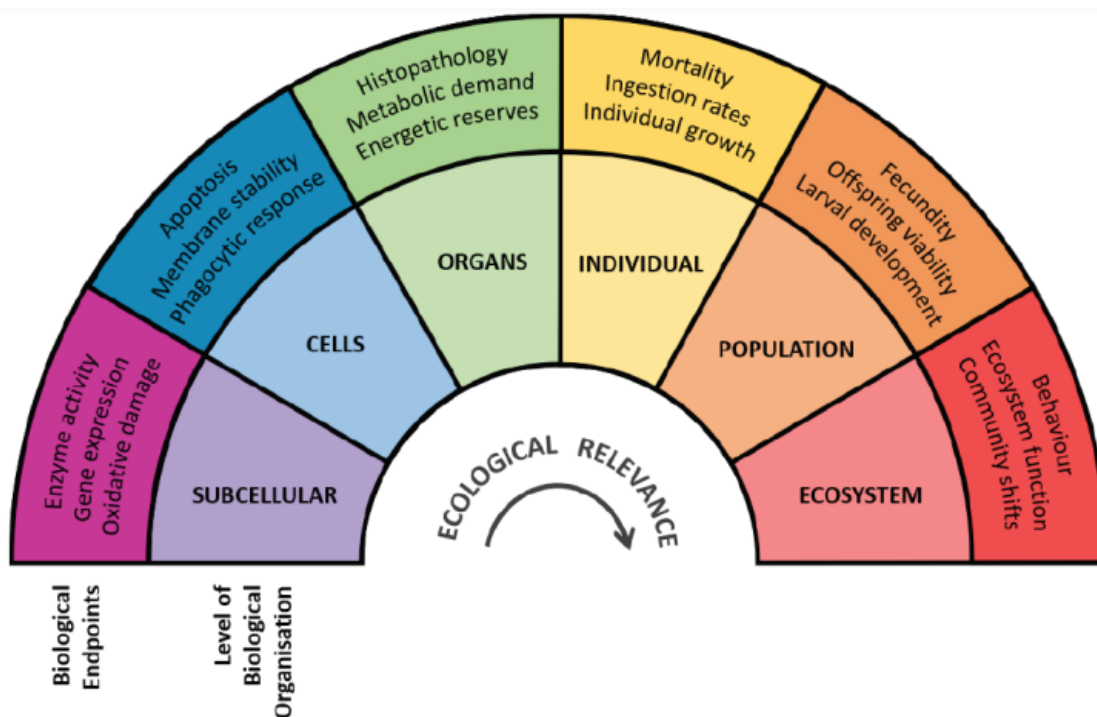 Histopathology
Metabolic demand
Energetic reserves
Mortality
Ingestion rates
Individual growth
Apoptosis
Membrane stability
Phagocytic response
Fecundity
Offspring viability
Larval development
ORGANS
INDIVIDUAL
CELLS
POPULATION
Enzyme activity
Gene expression
Oxidative damage
Behaviour
Ecosystem function
Community shifts
SUBCELLULAR
ECOLOGICAL RELEVANCE
ECOSYSTEM
Biological
Endpoints
Level of
Biological
Organisation